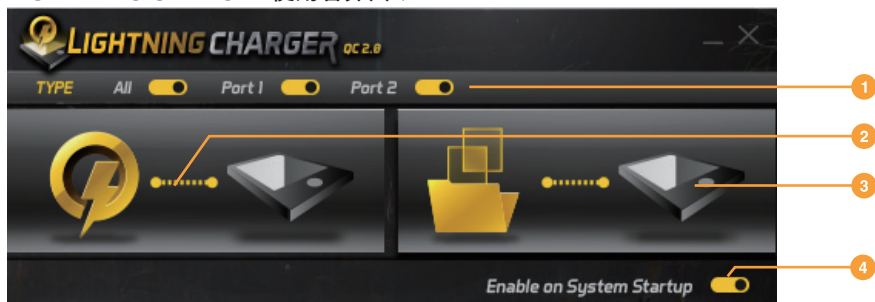 LIGHTNING CHARGER QC 2.0
TYPE All Port 1 Port 2
1
2
3
Enable on System Startup
4